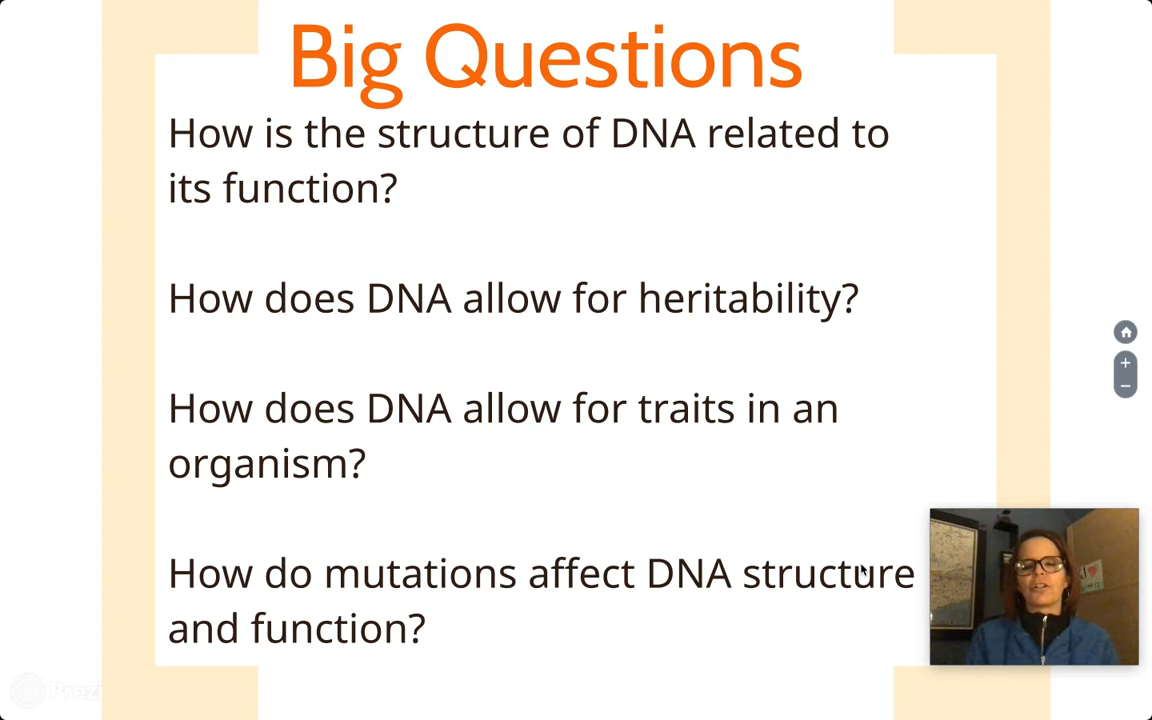 Big Questions
How is the structure of DNA related to
its function?
How does DNA allow for heritability?
How does DNA allow for traits in an
organism?
How do mutations affect DNA structure
and function?
Prezi